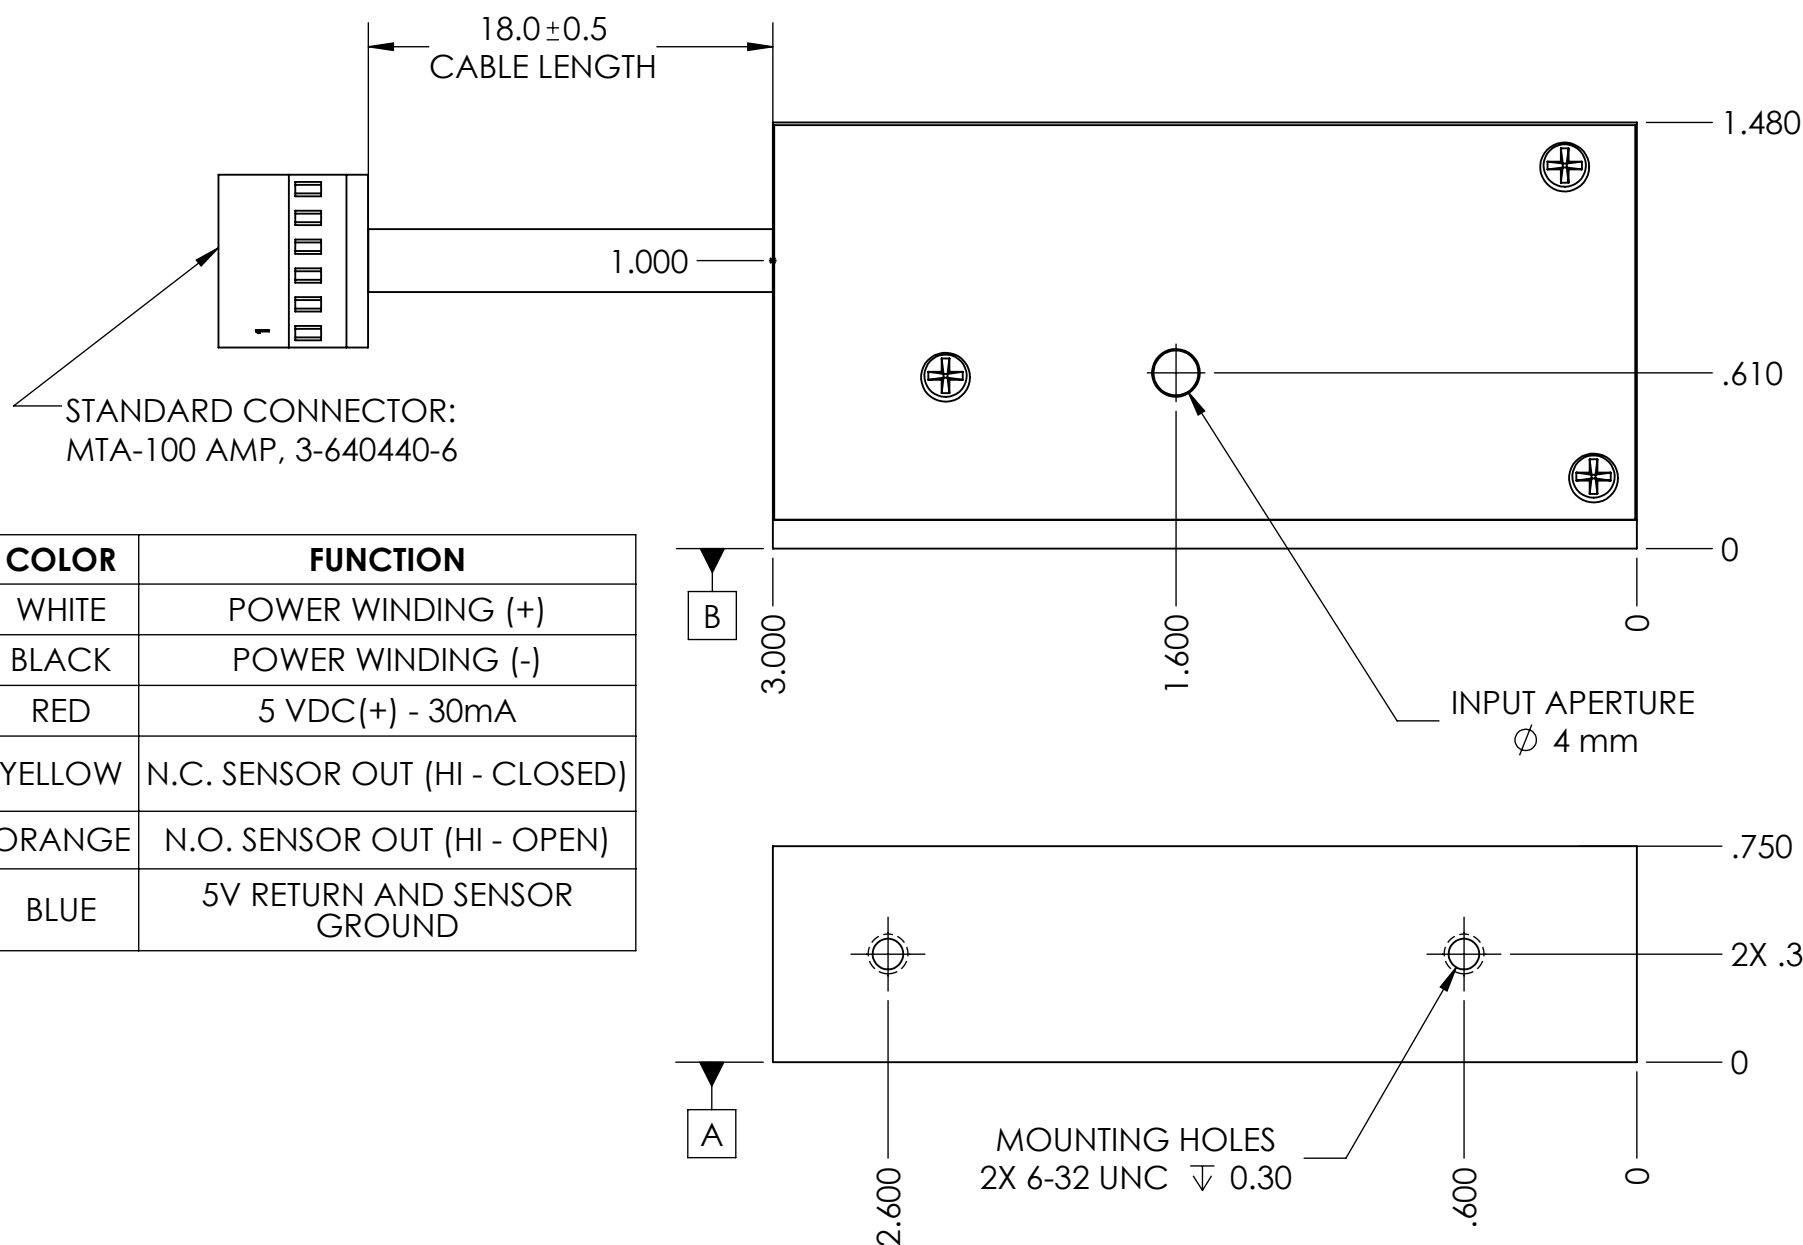 18.0±0.5
CABLE LENGTH
1.480
1.000
1
.610
STANDARD CONNECTOR:
MTA-100 AMP, 3-640440-6
COLOR FUNCTION
WHITE POWER WINDING (+)
BLACK POWER WINDING (-)
RED 5 VDC(+) - 30mA
YELLOW N.C. SENSOR OUT (HI - CLOSED)
ORANGE N.O. SENSOR OUT (HI - OPEN)
BLUE 5V RETURN AND SENSOR
GROUND
0
B
3.000
1.600
0
INPUT APERTURE
∅ 4 mm
.750
2X .3
0
A
MOUNTING HOLES
2X 6-32 UNC ↧ 0.30
2.600
.600
0